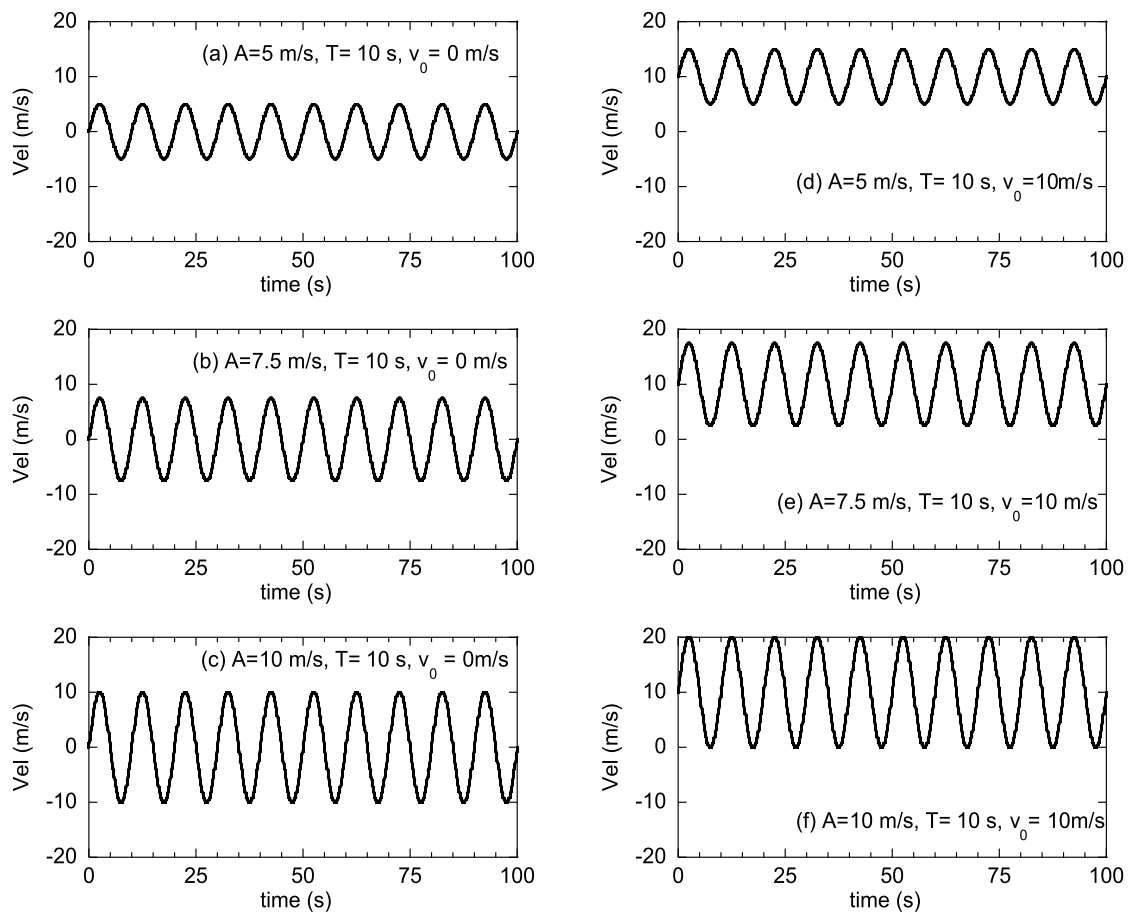 20
(a) A=5 m/s, T= 10 s, v0= 0 m/s
10
0
-10
-20
Vel (m/s)
0 25 50 75 100
time (s)
20
10
0
-10
(d) A=5 m/s, T= 10 s, v0=10m/s
-20
Vel (m/s)
0 25 50 75 100
time (s)
20
(b) A=7.5 m/s, T= 10 s, v0= 0 m/s
10
0
-10
-20
Vel (m/s)
0 25 50 75 100
time (s)
20
10
0
-10
(e) A=7.5 m/s, T= 10 s, v0=10 m/s
-20
Vel (m/s)
0 25 50 75 100
time (s)
20
(c) A=10 m/s, T= 10 s, v0 = 0m/s
10
0
-10
-20
Vel (m/s)
0 25 50 75 100
time (s)
20
10
0
-10
(f) A=10 m/s, T= 10 s, v0= 10m/s
-20
Vel (m/s)
0 25 50 75 100
time (s)